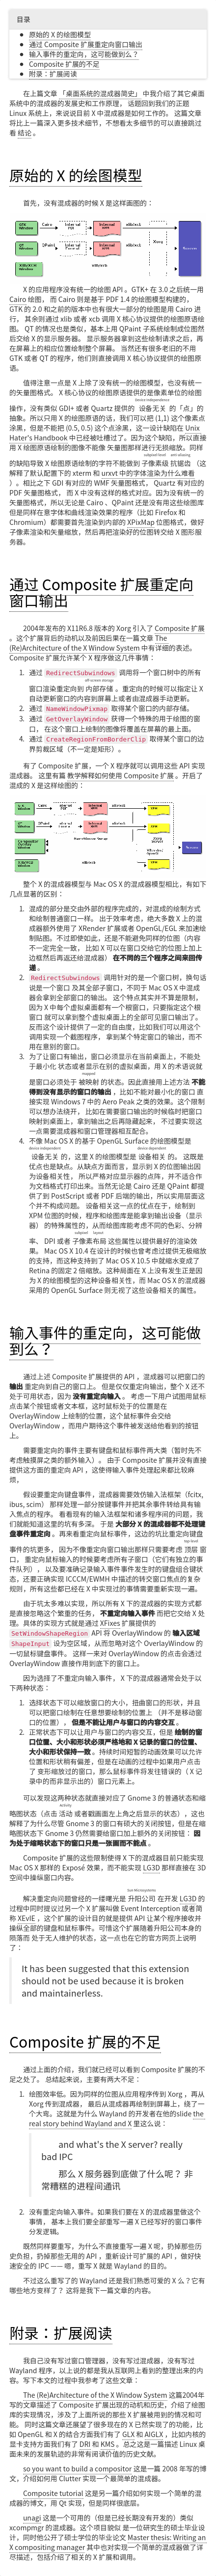 目录
原始的 X 的绘图模型
通过 Composite 扩展重定向窗口输出
输入事件的重定向，这可能做到么？
Composite 扩展的不足
附录：扩展阅读
在上篇文章 「桌面系统的混成器简史」 中我介绍了其它桌面
系统中的混成器的发展史和工作原理， 话题回到我们的正题
Linux 系统上，来说说目前 X 中混成器是如何工作的。 这篇文章
将比上一篇深入更多技术细节，不想看太多细节的可以直接跳过
看 结论 。
原始的 X 的绘图模型
首先，没有混成器的时候 X 是这样画图的：
X 的应用程序没有统一的绘图 API 。GTK+ 在 3.0 之后统一用
Cairo 绘图， 而 Cairo 则是基于 PDF 1.4 的绘图模型构建的，
GTK 的 2.0 和之前的版本中也有很大一部分的绘图是用 Cairo 进
行， 其余则通过 xlib 或者 xcb 调用 X 核心协议提供的绘图原语绘
图。 QT 的情况也是类似，基本上用 QPaint 子系统绘制成位图然
后交给 X 的显示服务器。 显示服务器拿到这些绘制请求之后，再
在屏幕上的相应位置绘制整个屏幕。 当然还有很多老旧的不用
GTK 或者 QT 的程序，他们则直接调用 X 核心协议提供的绘图原
语。
值得注意一点是 X 上除了没有统一的绘图模型，也没有统一
的矢量图格式。 X 核心协议的绘图原语提供的是像素单位的绘图
操作，没有类似 GDI+ 或者 Quartz 提供的 设备无关 的「点」的
抽象。所以只用 X 的绘图原语的话，我们可以把 (1,1) 这个像素点
涂黑，但是不能把 (0.5, 0.5) 这个点涂黑，这一设计缺陷在 Unix
Hater's Handbook 中已经被吐槽过了。因为这个缺陷，所以直接
用 X 绘图原语绘制的图像不能像 矢量图那样进行无损缩放。同样
的缺陷导致 X 绘图原语绘制的字符不能做到 子像素级 抗锯齿 （这
解释了默认配置下的 xterm 和 urxvt 中的字体渲染为什么难看
）。相比之下 GDI 有对应的 WMF 矢量图格式， Quartz 有对应的
PDF 矢量图格式， 而 X 中没有这样的格式对应。因为没有统一的
矢量图格式，所以无论是 Cairo 、QPaint 还是没有用这些绘图库
但是同样在意字体和曲线渲染效果的程序（比如 Firefox 和
Chromium）都需要首先渲染到内部的 XPixMap 位图格式，做好
子像素渲染和矢量缩放，然后再把渲染好的位图转交给 X 图形服
务器。
通过 Composite 扩展重定向
窗口输出
2004年发布的 X11R6.8 版本的 Xorg 引入了 Composite 扩展
。这个扩展背后的动机以及前因后果在一篇文章 The
(Re)Architecture of the X Window System 中有详细的表述。
Composite 扩展允许某个 X 程序做这几件事情：
1. 通过 RedirectSubwindows 调用将一个窗口树中的所有
窗口渲染重定向到 内部存储 。重定向的时候可以指定让 X
自动更新窗口的内容到屏幕上或者由混成器手动更新。
2. 通过 NameWindowPixmap 取得某个窗口的内部存储。
3. 通过 GetOverlayWindow 获得一个特殊的用于绘图的窗
口， 在这个窗口上绘制的图像将覆盖在屏幕的最上面。
4. 通过 CreateRegionFromBorderClip 取得某个窗口的边
界剪裁区域（不一定是矩形）。
有了 Composite 扩展，一个 X 程序就可以调用这些 API 实现
混成器。 这里有篇 教学解释如何使用 Composite 扩展 。开启了
混成的 X 是这样绘图的：
整个 X 的混成器模型与 Mac OS X 的混成器模型相比，有如下
几点显著的区别：
1. 混成的部分是交由外部的程序完成的，对混成的绘制方式
和绘制普通窗口一样。 出于效率考虑，绝大多数 X 上的混
成器额外使用了 XRender 扩展或者 OpenGL/EGL 来加速绘
制贴图。不过即使如此，还是不能避免同样的位图（内容
不一定完全一致， 比如 X 可以在窗口交给它的位图上加上
边框然后再返还给混成器） 在不同的三个程序之间来回传
递 。
2. RedirectSubwindows 调用针对的是一个窗口树，换句话
说是一个窗口 及其全部子窗口，不同于 Mac OS X 中混成
器会拿到全部窗口的输出。 这个特点其实并不算是限制，
因为 X 中每个虚拟桌面都有一个根窗口，只要指定这个根
窗口 就可以拿到整个虚拟桌面上的全部可见窗口输出了。
反而这个设计提供了一定的自由度，比如我们可以用这个
调用实现一个截图程序， 拿到某个特定窗口的输出，而不
用在意别的窗口。
3. 为了让窗口有输出，窗口必须显示在当前桌面上，不能处
于最小化 状态或者显示在别的虚拟桌面，用 X 的术语说就
是窗口必须处于 被映射 的状态。因此直接用上述方法 不能
得到没有显示的窗口的输出 ，比如不能对最小化的窗口 直
接实现 Windows 7 中的 Aero Peak 之类的效果。这个限制
可以想办法绕开， 比如在需要窗口输出的时候临时把窗口
映射到桌面上，拿到输出之后再隐藏起来， 不过要实现这
一点需要混成器和窗口管理器相互配合。
4. 不像 Mac OS X 的基于 OpenGL Surface 的绘图模型是
设备无关 的，这里 X 的绘图模型是 设备相关 的。 这既是
优点也是缺点。从缺点方面而言，显示到 X 的位图输出因
为设备相关性， 所以严格对应显示器的点阵，并不适合作
为文档格式打印出来。当然无论是 Cairo 还是 QPaint 都提
供了到 PostScript 或者 PDF 后端的输出，所以实用层面这
个并不构成问题。 设备相关这一点的优点在于，绘制到
XPM 位图的时候，程序和绘图库是能拿到输出设备（显示
器） 的特殊属性的，从而绘图库能考虑不同的色彩、分辨
率、 DPI 或者 子像素布局 这些属性以提供最好的渲染效
果。 Mac OS X 10.4 在设计的时候也曾考虑过提供无极缩放
的支持，而这种支持到了 Mac OS X 10.5 中就缩水变成了
Retina 的固定 2 倍缩放。这种局面在 X 上没有发生正是因
为 X 的绘图模型的这种设备相关性，而 Mac OS X 的混成器
采用的 OpenGL Surface 则无视了这些设备相关的属性。
输入事件的重定向，这可能做
到么？
通过上述 Composite 扩展提供的 API ，混成器可以把窗口的
输出 重定向到自己的窗口上。 但是仅仅重定向输出，整个 X 还不
处于可用状态，因为 没有重定向输入 。 考虑一下用户试图用鼠标
点击某个按钮或者文本框，这时鼠标处于的位置是在
OverlayWindow 上绘制的位置，这个鼠标事件会交给
OverlayWindow ，而用户期待这个事件被发送给他看到的按钮
上。
需要重定向的事件主要有键盘和鼠标事件两大类（暂时先不
考虑触摸屏之类的额外输入）。 由于 Composite 扩展并没有直接
提供这方面的重定向 API ，这使得输入事件处理起来都比较麻
烦，
假设要重定向键盘事件，混成器需要效仿输入法框架（fcitx,
ibus, scim） 那样处理一部分按键事件并把其余事件转给具有输
入焦点的程序。 看看现有的输入法框架和诸多程序间的问题，我
们就能知道这里的坑有多深。 于是 大部分 X 的混成器都不处理键
盘事件重定向 。再来看重定向鼠标事件，这边的坑比重定向键盘
事件的坑更多， 因为不像重定向窗口输出那样只需要考虑 顶层 窗
口， 重定向鼠标输入的时候要考虑所有子窗口（它们有独立的事
件队列）， 以及要准确记录输入事件事件发生时的键盘组合键状
态，还要正确实现 ICCCM/EWMH 中描述的转交窗口焦点的复杂
规则，所有这些都已经在 X 中实现过的事情需要重新实现一遍。
由于坑太多难以实现，所以所有 X 下的混成器的实现方式都
是直接忽略这个繁重的任务， 不重定向输入事件 而把它交给 X 处
理。具体的实现方式就是通过 XFixes 扩展提供的
SetWindowShapeRegion API 将 OverlayWindow 的 输入区域
ShapeInput 设为空区域，从而忽略对这个 OverlayWindow 的
一切鼠标键盘事件。 这样一来对 OverlayWindow 的点击会透过
OverlayWindow 直接作用到底下的窗口上。
因为选择了不重定向输入事件， X 下的混成器通常会处于以
下两种状态：
1. 选择状态下可以缩放窗口的大小，扭曲窗口的形状，并且
可以把窗口绘制在任意想要绘制的位置上 （并不是移动窗
口的位置）， 但是不能让用户与窗口的内容交互 。
2. 正常状态下可以让用户与窗口的内容交互，但是 绘制的窗
口位置、大小和形状必须严格地和 X 记录的窗口的位置、
大小和形状保持一致 。持续时间短暂的动画效果可以允许
位置和形状稍有偏差，但是在动画的过程中如果用户点击
了 变形缩放过的窗口，那么鼠标事件将发往错误的（ X 记
录中的而非显示出的）窗口元素上。
可以发现这两种状态就直接对应了 Gnome 3 的普通状态和缩
略图状态（点击 活动 或者戳画面左上角之后显示的状态），这也
解释了为什么尽管 Gnome 3 的窗口有硕大的关闭按钮，但是在缩
略图状态下 Gnome 3 仍然需要给窗口加上额外的关闭按钮： 因
为处于缩略状态下的窗口只是一张画而不能点 。
Composite 扩展的这些限制使得 X 下的混成器目前只能实现
Mac OS X 那样的 Exposé 效果，而不能实现 LG3D 那样直接在 3D
空间中操纵窗口内容。
解决重定向问题曾经的一缕曙光是 升阳公司 在开发 LG3D 的
过程中同时提议过另一个 X 扩展叫做 Event Interception 或者简
称 XEvIE ，这个扩展的设计目的就是提供 API 让某个程序接收并
操纵全部的键盘和鼠标事件。可惜这个扩展随着升阳公司本身的
陨落而 处于无人维护的状态，这一点也在它的官方网页上说明
了：
It has been suggested that this extension
should not be used because it is broken
and maintainerless.
Composite 扩展的不足
通过上面的介绍，我们就已经可以看到 Composite 扩展的不
足之处了。 总结起来说，主要有两大不足：
1. 绘图效率低。因为同样的位图从应用程序传到 Xorg ，再从
Xorg 传到混成器， 最后从混成器再绘制到屏幕上，绕了一
个大弯。这就是为什么 Wayland 的开发者在他的slide the
real story behind Wayland and X 里这么说：
and what's the X server? really
bad IPC
那么 X 服务器到底做了什么呢？ 非
常糟糕的进程间通讯
2. 没有重定向输入事件。如果我们要在 X 的混成器里做这个
事情， 基本上我们要全部重写一遍 X 已经写好的窗口事件
分发逻辑。
既然同样要重写，为什么不直接重写一遍 X 呢，扔掉那些历
史负担，扔掉那些无用的 API ，重新设计可扩展的 API ，做好快
速安全的 IPC —— 嗯，重写 X 就是 Wayland 的目的。
不过这么重写了的 Wayland 还是我们熟悉可爱的 X 么？它有
哪些地方变样了？ 这将是我下一篇文章的内容。
附录：扩展阅读
我自己没有写过窗口管理器，没有写过混成器，没有写过
Wayland 程序，以上说的都是我从互联网上看到的整理出来的内
容。写下本文的过程中我参考了这些文章：
The (Re)Architecture of the X Window System 这篇2004年
写的文章描述了 Composite 扩展出现的动机和历史，介绍了绘图
库的实现情况，涉及了上面所说的那些 X 扩展被用到的情况和可
能。 同时这篇文章还展望了很多现在的 X 已然实现了的功能，比
如 OpenGL 和 X 的结合方面我们有了 GLX 和 AIGLX ，比如内核的
显卡支持方面我们有了 DRI 和 KMS 。总之这是一篇描述 Linux 桌
面未来的发展轨迹的非常有阅读价值的历史文献。
so you want to build a compositor 这是一篇 2008 年写的博
文，介绍如何用 Clutter 实现一个最简单的混成器。
Composite tutorial 这是另一篇介绍如何实现一个简单的混
成器的博文，用 Qt 实现，但是同样很底层。
unagi 这是一个可用的（但是已经长期没有开发的）类似
xcompmgr 的混成器。这个项目貌似 是一位研究生的硕士毕业设
计，同时他公开了硕士学位的毕业论文 Master thesis: Writing an
X compositing manager 其中也对实现一个简单的混成器做了详
尽描述，包括介绍了相关的 X 扩展和调用。